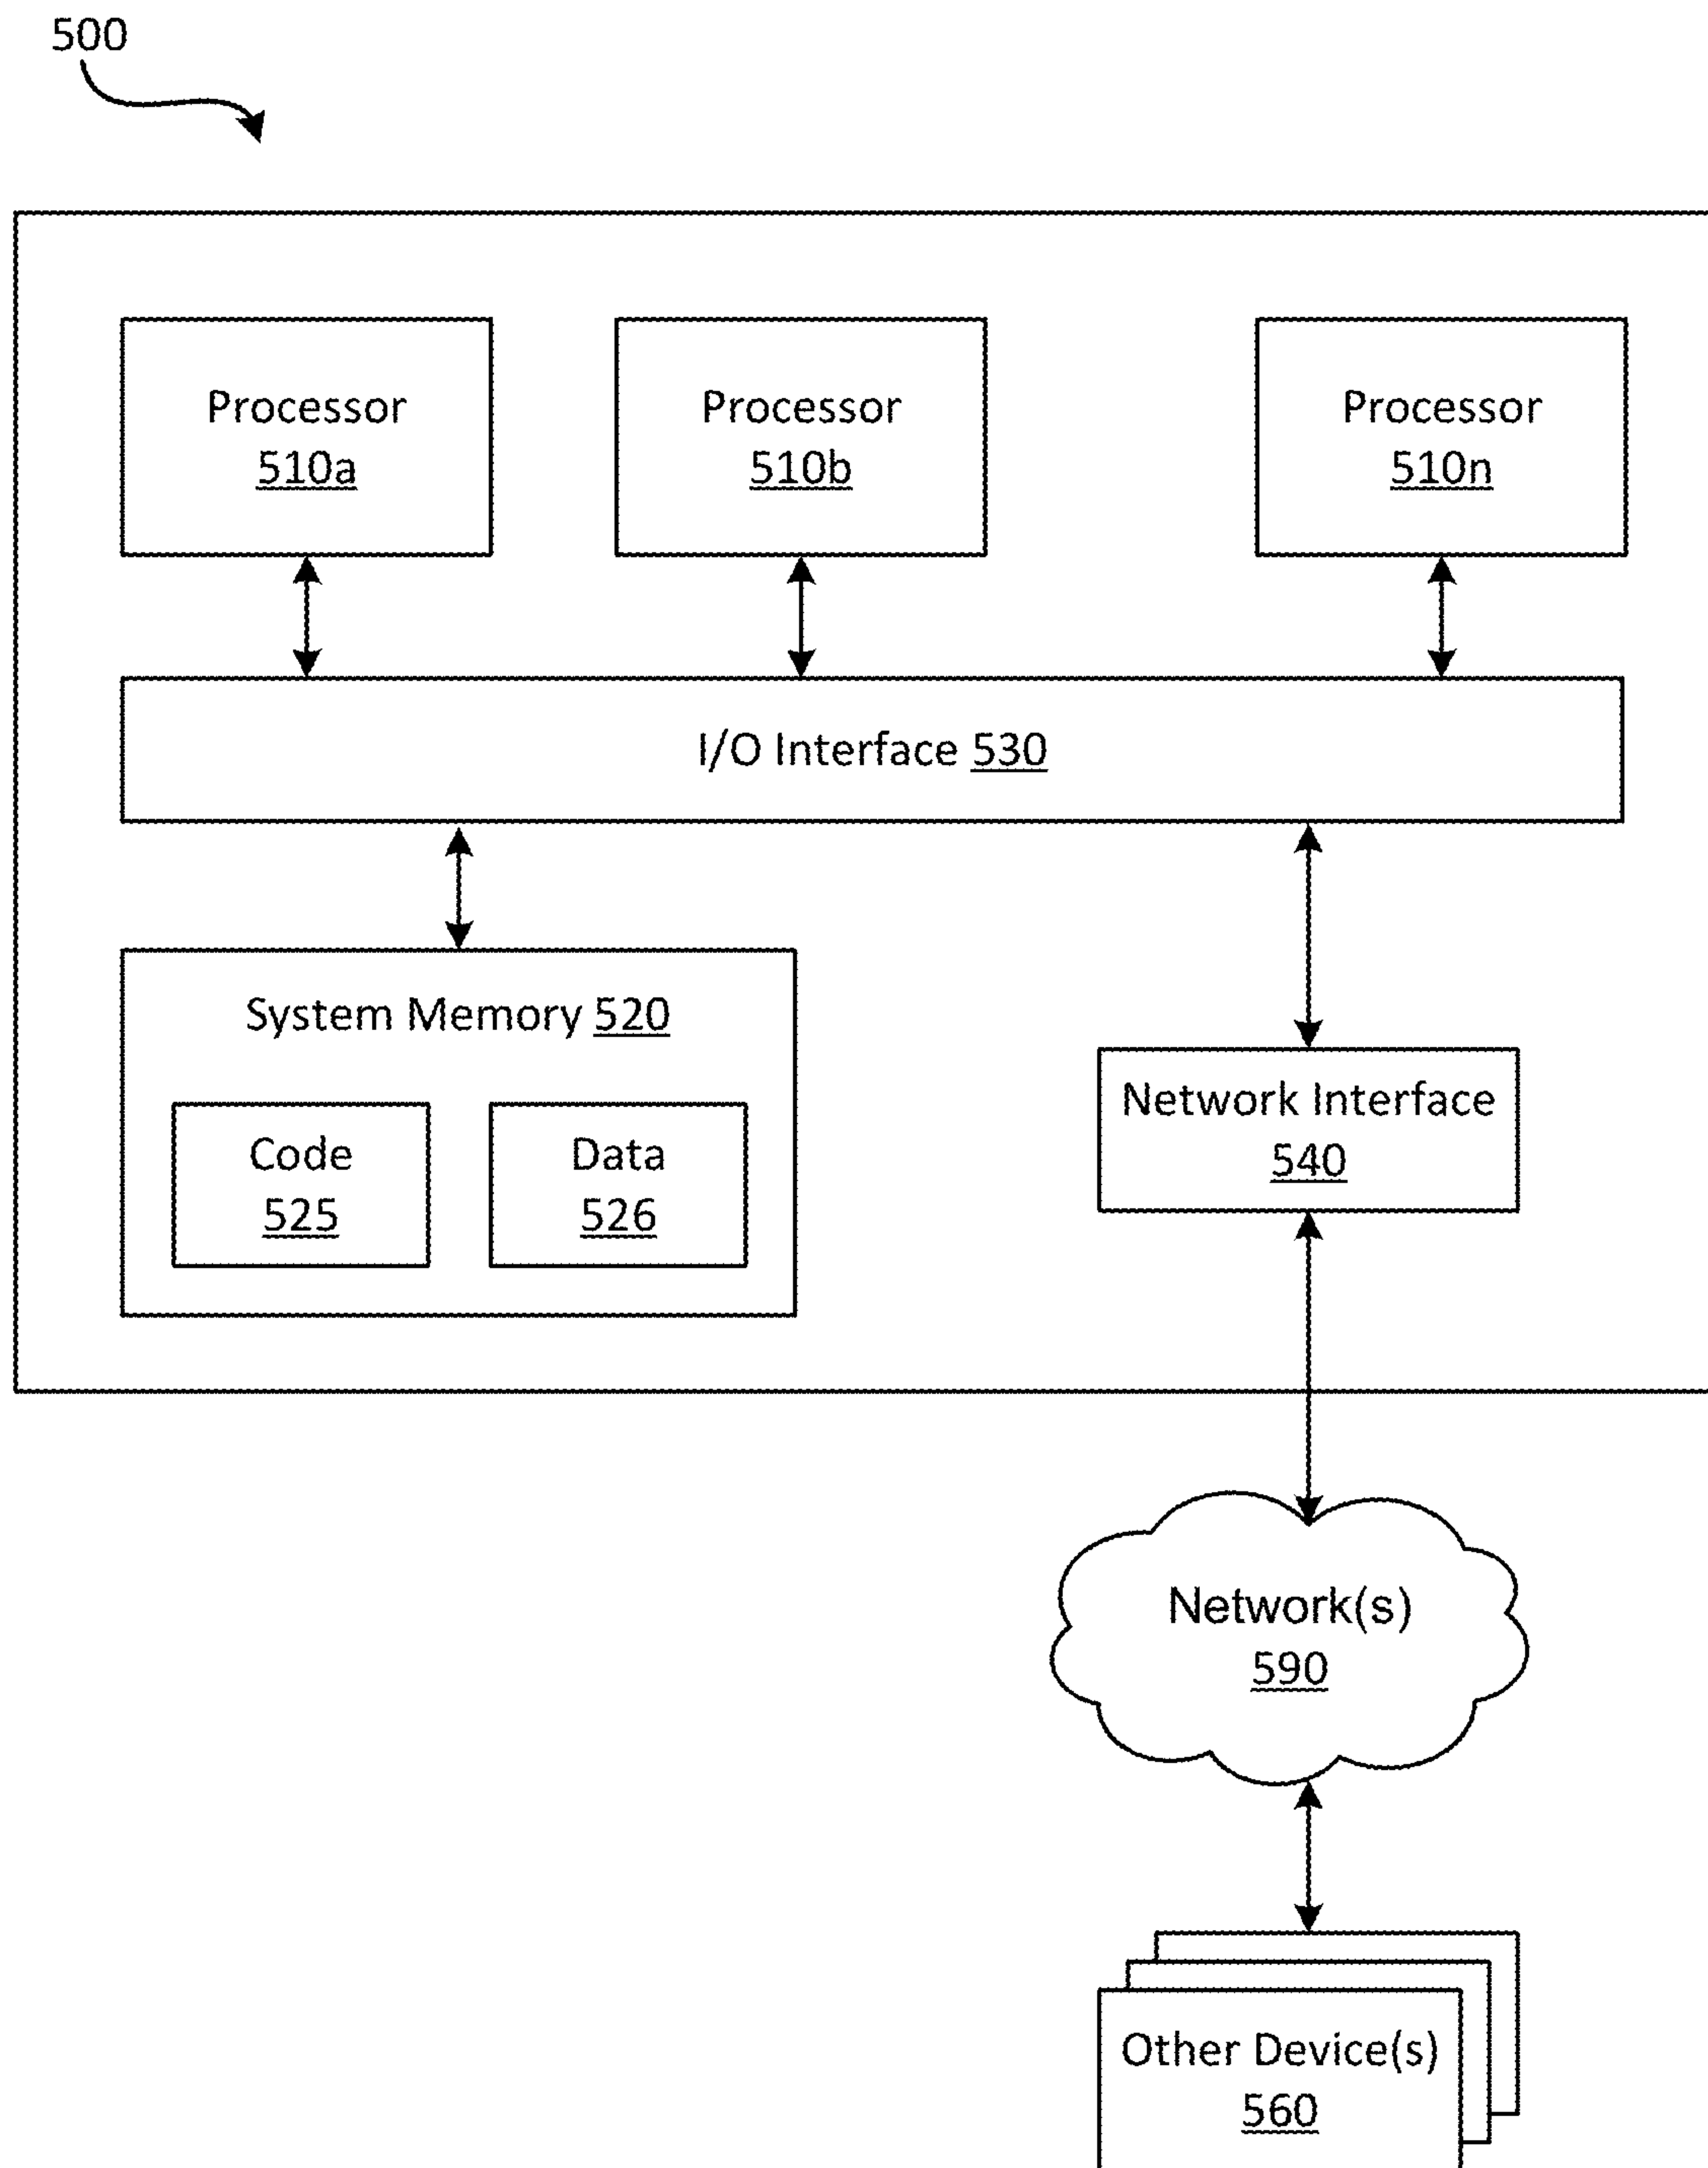 500
Processor
510a
Processor
510b
Processor
510n
I/O Interface 530
System Memory 520
Code
525
Data
526
Network Interface
540
Network(s)
590
Other Device(s)
560